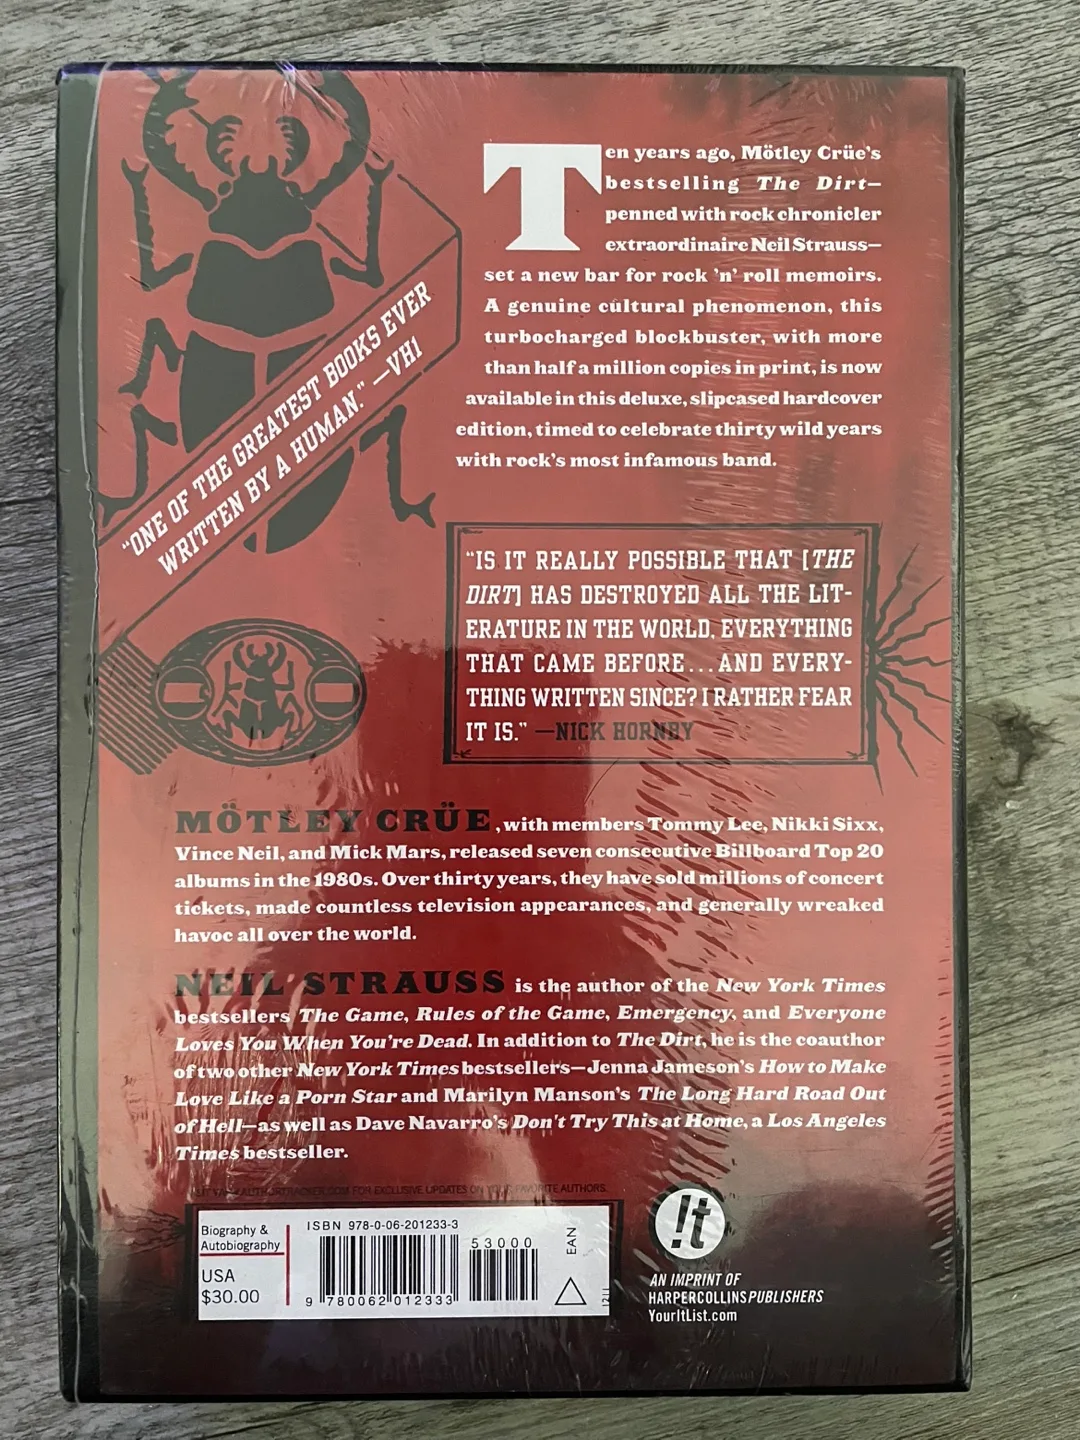 Ten years ago, Mötley Crüe's
bestselling The Dirt—
penned with rock chronicler
extraordinaire Neil Strauss—
set a new bar for rock 'n' roll memoirs.
A genuine cultural phenomenon, this
turbocharged blockbuster, with more
than half a million copies in print, is now
available in this deluxe, slipcased hardcover
edition, timed to celebrate thirty wild years
with rock's most infamous band.
"ONE OF THE GREATEST BOOKS EVER
WRITTEN BY A HUMAN." —VH1
"IS IT REALLY POSSIBLE THAT [THE
DIRT] HAS DESTROYED ALL THE LIT-
ERATURE IN THE WORLD, EVERYTHING
THAT CAME BEFORE...AND EVERY-
THING WRITTEN SINCE? I RATHER FEAR
IT IS." —NICK HORNBY
MÖTLEY CRÜE, with members Tommy Lee, Nikki Sixx,
Vince Neil, and Mick Mars, released seven consecutive Billboard Top 20
albums in the 1980s. Over thirty years, they have sold millions of concert
tickets, made countless television appearances, and generally wreaked
havoc all over the world.
NEIL STRAUSS is the author of the New York Times
bestsellers The Game, Rules of the Game, Emergency, and Everyone
Loves You When You're Dead. In addition to The Dirt, he is the coauthor
of two other New York Times bestsellers—Jenna Jameson's How to Make
Love Like a Porn Star and Marilyn Manson's The Long Hard Road Out
of Hell—as well as Dave Navarro's Don't Try This at Home, a Los Angeles
Times bestseller.
FOR EXCLUSIVE UPDATES ON YOUR FAVORITE AUTHORS.
Biography &
Autobiography
USA
$30.00
ISBN 978-0-06-201233-3
53000
EAN
9 780062 012333
1211
!t
AN IMPRINT OF
HARPERCOLLINSPUBLISHERS
YourItList.com